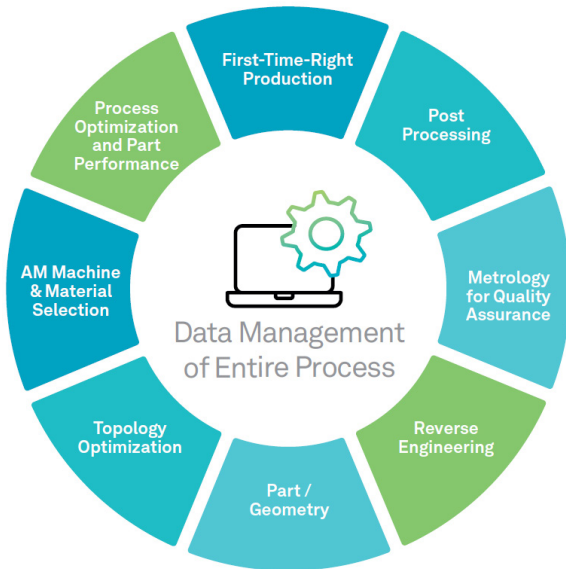 First-Time-Right
Production
Post
Processing
Metrology
for Quality
Assurance
Reverse
Engineering
Part /
Geometry
Topology
Optimization
AM Machine
& Material
Selection
Process
Optimization
and Part
Performance
Data Management
of Entire Process